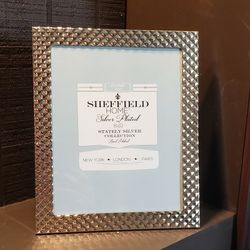 SHEFFIELD
HOME
Silver Plated
STATELY SILVER
COLLECTION
NEW YORK • LONDON • PARIS